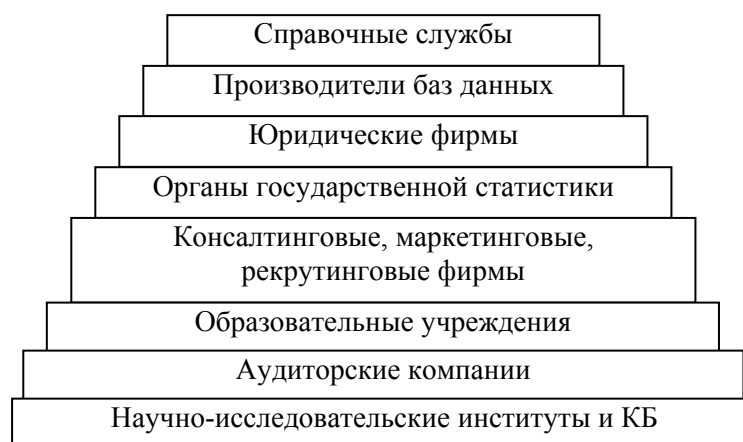 Справочные службы
Производители баз данных
Юридические фирмы
Органы государственной статистики
Консалтинговые, маркетинговые,
рекрутинговые фирмы
Образовательные учреждения
Аудиторские компании
Научно-исследовательские институты и КБ